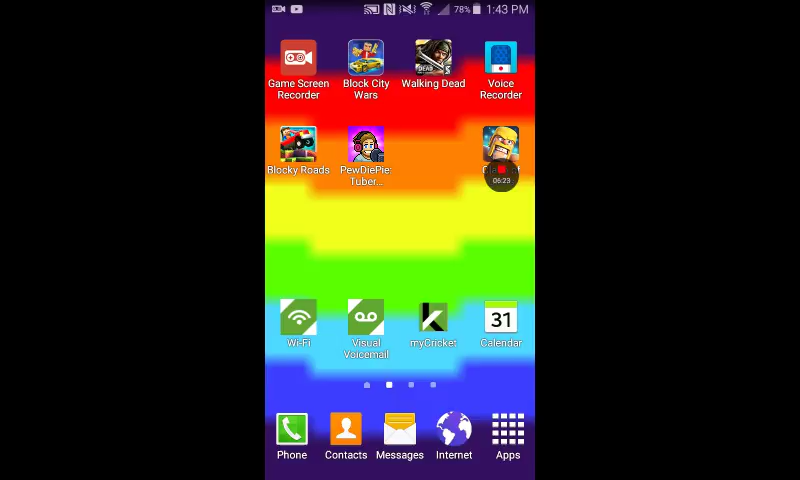 78% 1:43 PM
Game Screen Recorder
Block City Wars
Walking Dead
Voice Recorder
Blocky Roads
PewDiePie: Tuber...
06:23
Wi-Fi
Visual Voicemail
31
myCricket
Calendar
Phone
Contacts
Messages
Internet
Apps